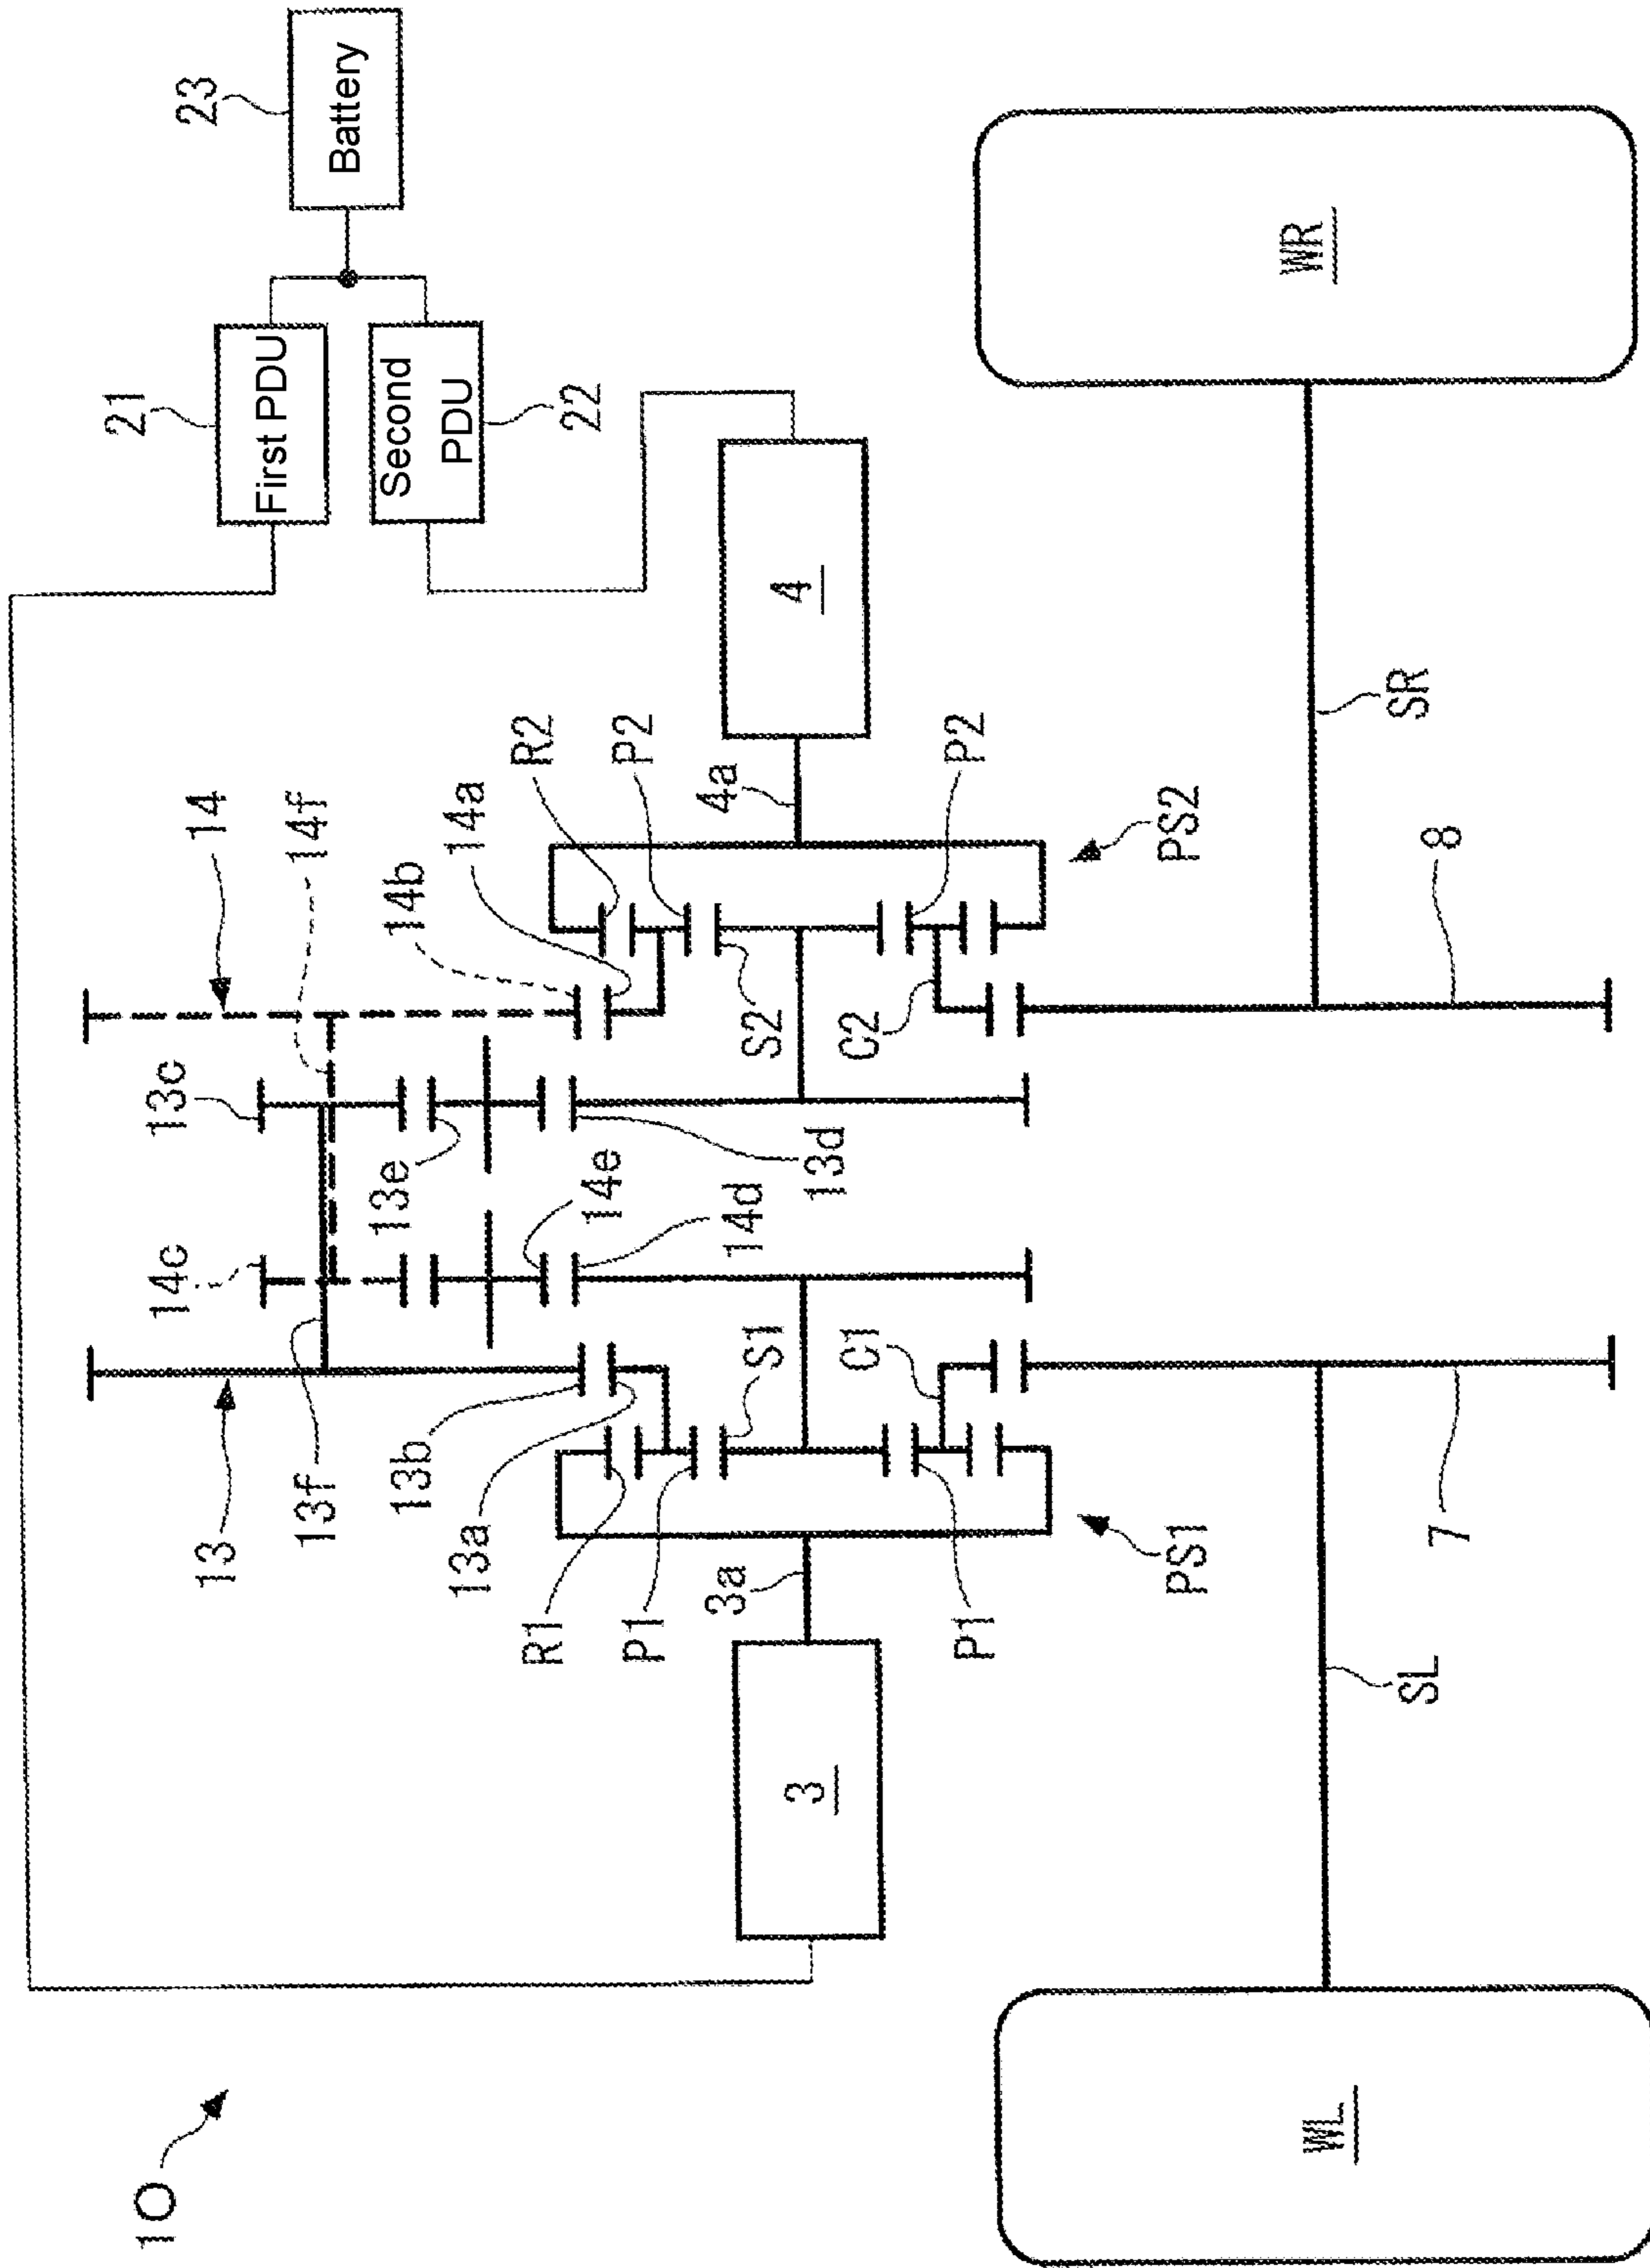 10
21
23
13
14c
13c
14
First PDU
Battery
13f
14f
Second
PDU
13b
13e
14b
13a
14a
R1
R2
22
14e
P1
P2
3a
14d
4a
S1
S2
3
13d
4
C1
C2
P1
P2
PS1
PS2
WL
WR
SL
SR
7
8